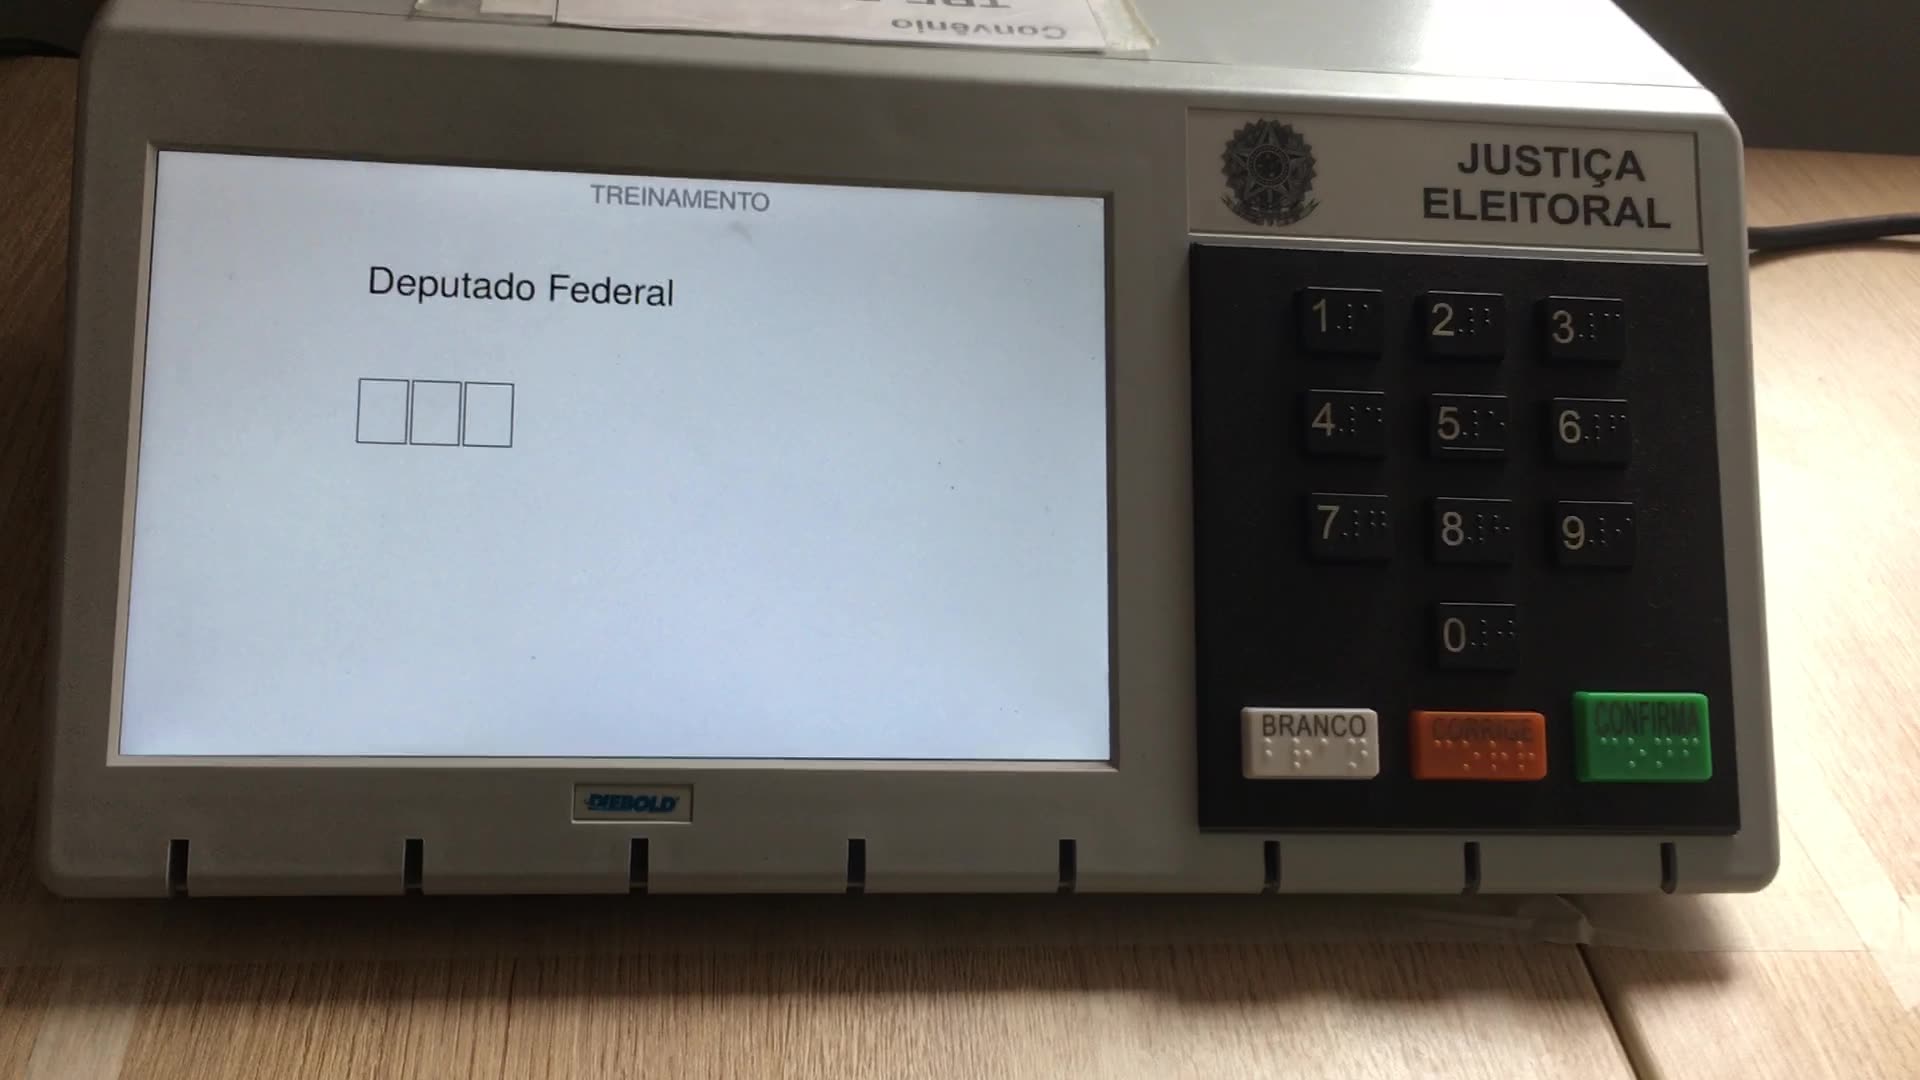 Convênio
TREINAMENTO
Deputado Federal
JUSTIÇA
ELEITORAL
1
2
3
4
5
6
7
8
9
0
BRANCO
CORRIGE
CONFIRMA
DIEBOLD